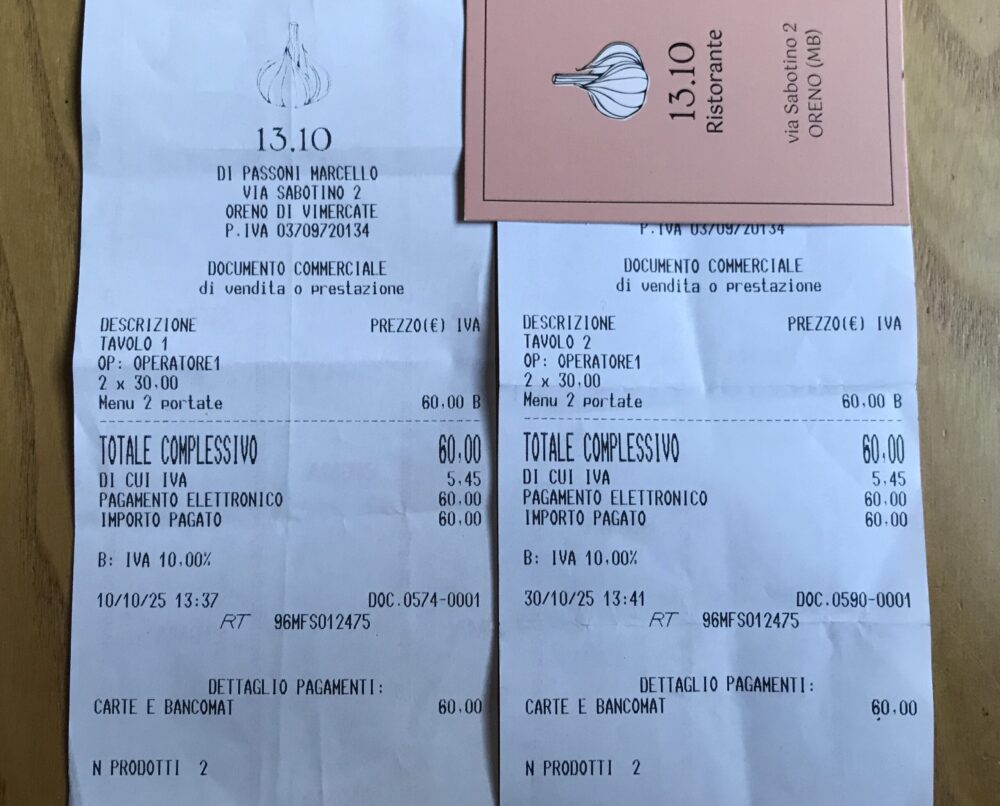 13.10
DI PASSONI MARCELLO
VIA SABOTINO 2
ORENO DI VIMERCATE
P.IVA 03709720134
DOCUMENTO COMMERCIALE
di vendita o prestazione
DESCRIZIONE PREZZO(€) IVA
TAVOLO 1
OP: OPERATORE1
2 x 30,00
Menu 2 portate 60,00 B
TOTALE COMPLESSIVO 60,00
DI CUI IVA 5,45
PAGAMENTO ELETTRONICO 60,00
IMPORTO PAGATO 60,00
B: IVA 10,00%
10/10/25 13:37 DOC.0574-0001
RT 96MFS012475
DETTAGLIO PAGAMENTI:
CARTE E BANCOMAT 60,00
N PRODOTTI 2
13.10
Ristorante
via Sabotino 2
ORENO (MB)
P.IVA 03709720134
DOCUMENTO COMMERCIALE
di vendita o prestazione
DESCRIZIONE PREZZO(€) IVA
TAVOLO 2
OP: OPERATORE1
2 x 30,00
Menu 2 portate 60,00 B
TOTALE COMPLESSIVO 60,00
DI CUI IVA 5,45
PAGAMENTO ELETTRONICO 60,00
IMPORTO PAGATO 60,00
B: IVA 10,00%
30/10/25 13:41 DOC.0590-0001
RT 96MFS012475
DETTAGLIO PAGAMENTI:
CARTE E BANCOMAT 60,00
N PRODOTTI 2